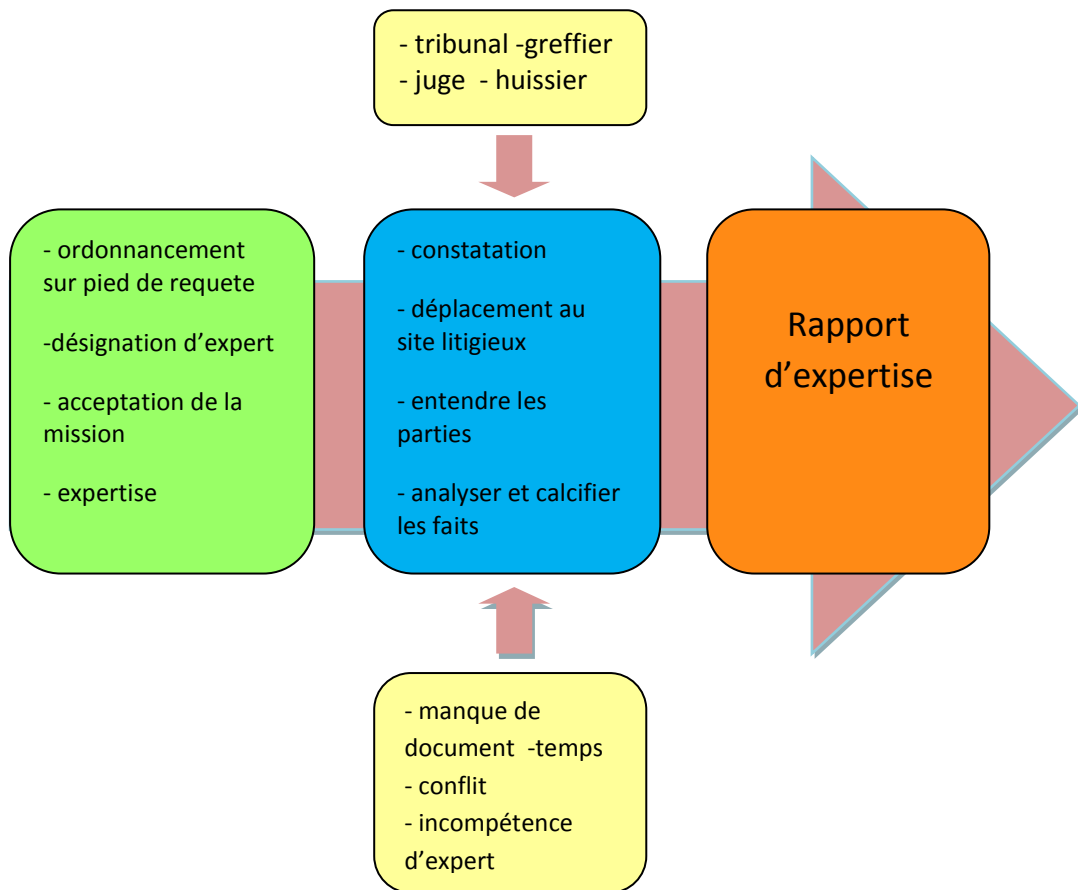 - tribunal -greffier
- juge - huissier
- ordonnancement
sur pied de requete
-désignation d’expert
- acceptation de la
mission
- expertise
- constatation
- déplacement au
site litigieux
- entendre les
parties
- analyser et calcifier
les faits
Rapport
d’expertise
- manque de
document -temps
- conflit
- incompétence
d’expert